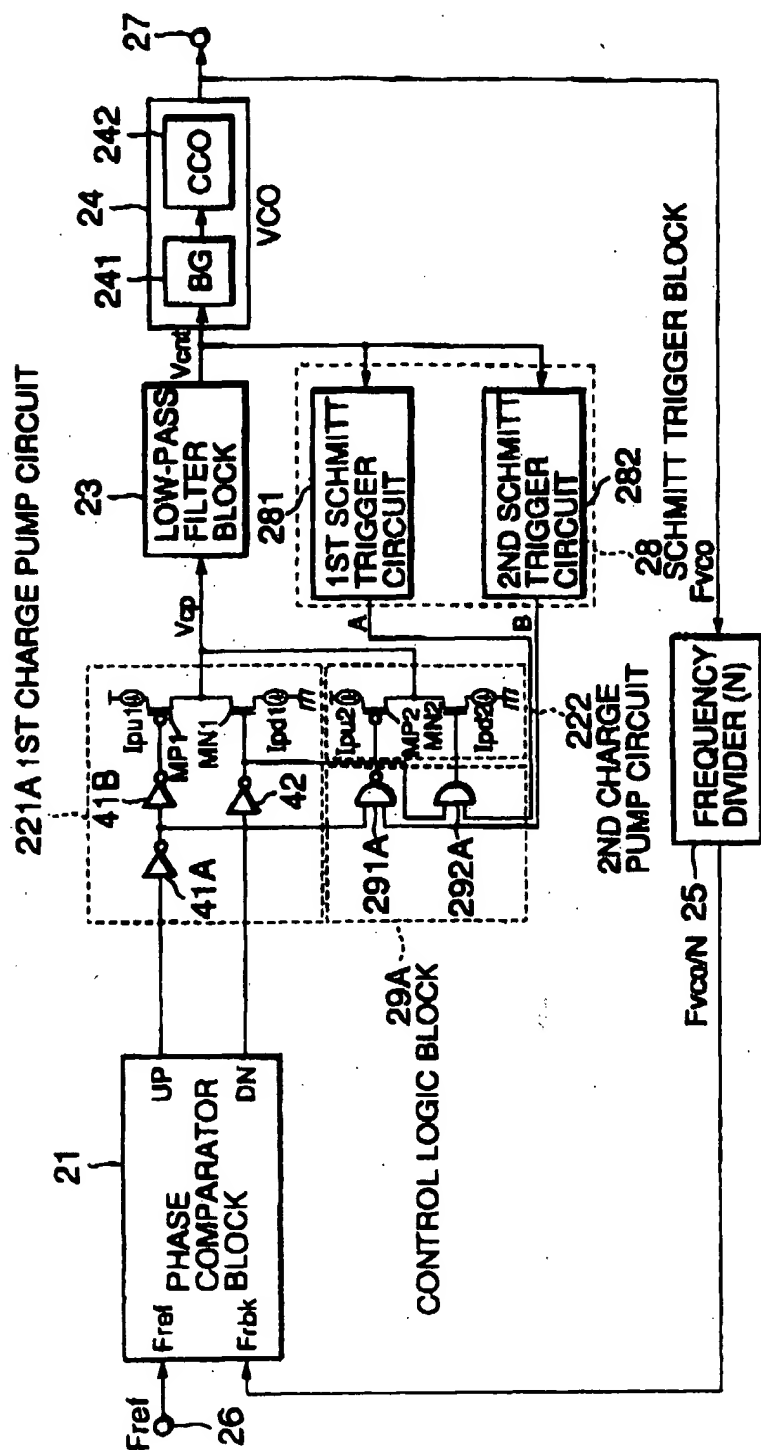 221A 1ST CHARGE PUMP CIRCUIT
24
242
241
27
BG
CCO
VCO
Vcnt
23
LOW-PASS
FILTER
BLOCK
Vcp
41B
41A
42
Ipu1
MP1
MN1
Ipd1
Ipu2
MP2
MN2
Ipd2
291A
292A
29A
CONTROL LOGIC BLOCK
222
2ND CHARGE
PUMP CIRCUIT
281
1ST SCHMITT
TRIGGER
CIRCUIT
A
2ND SCHMITT
TRIGGER
CIRCUIT
282
B
28
SCHMITT TRIGGER BLOCK
Fvco
21
UP
DN
PHASE
COMPARATOR
BLOCK
Fref
Frbk
Fref
26
Fvco/N
25
FREQUENCY
DIVIDER (N)